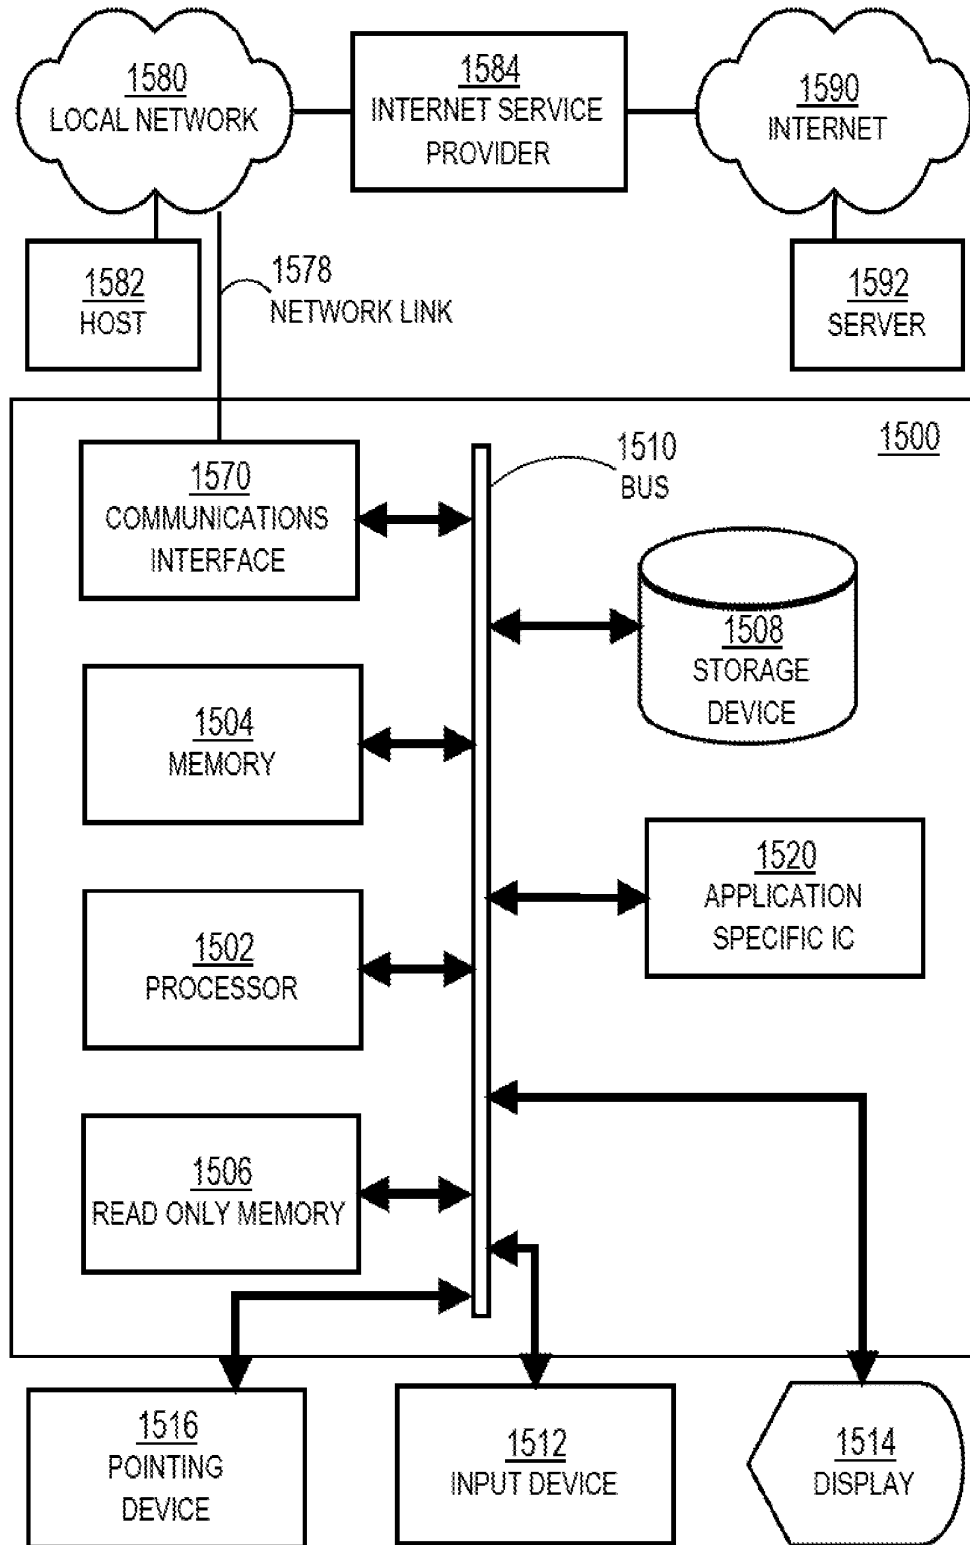 1580
LOCAL NETWORK
1584
INTERNET SERVICE
PROVIDER
1590
INTERNET
1582
HOST
1578
NETWORK LINK
1592
SERVER
1500
1570
COMMUNICATIONS
INTERFACE
1510
BUS
1508
STORAGE
DEVICE
1504
MEMORY
1520
APPLICATION
SPECIFIC IC
1502
PROCESSOR
1506
READ ONLY MEMORY
1516
POINTING
DEVICE
1512
INPUT DEVICE
1514
DISPLAY